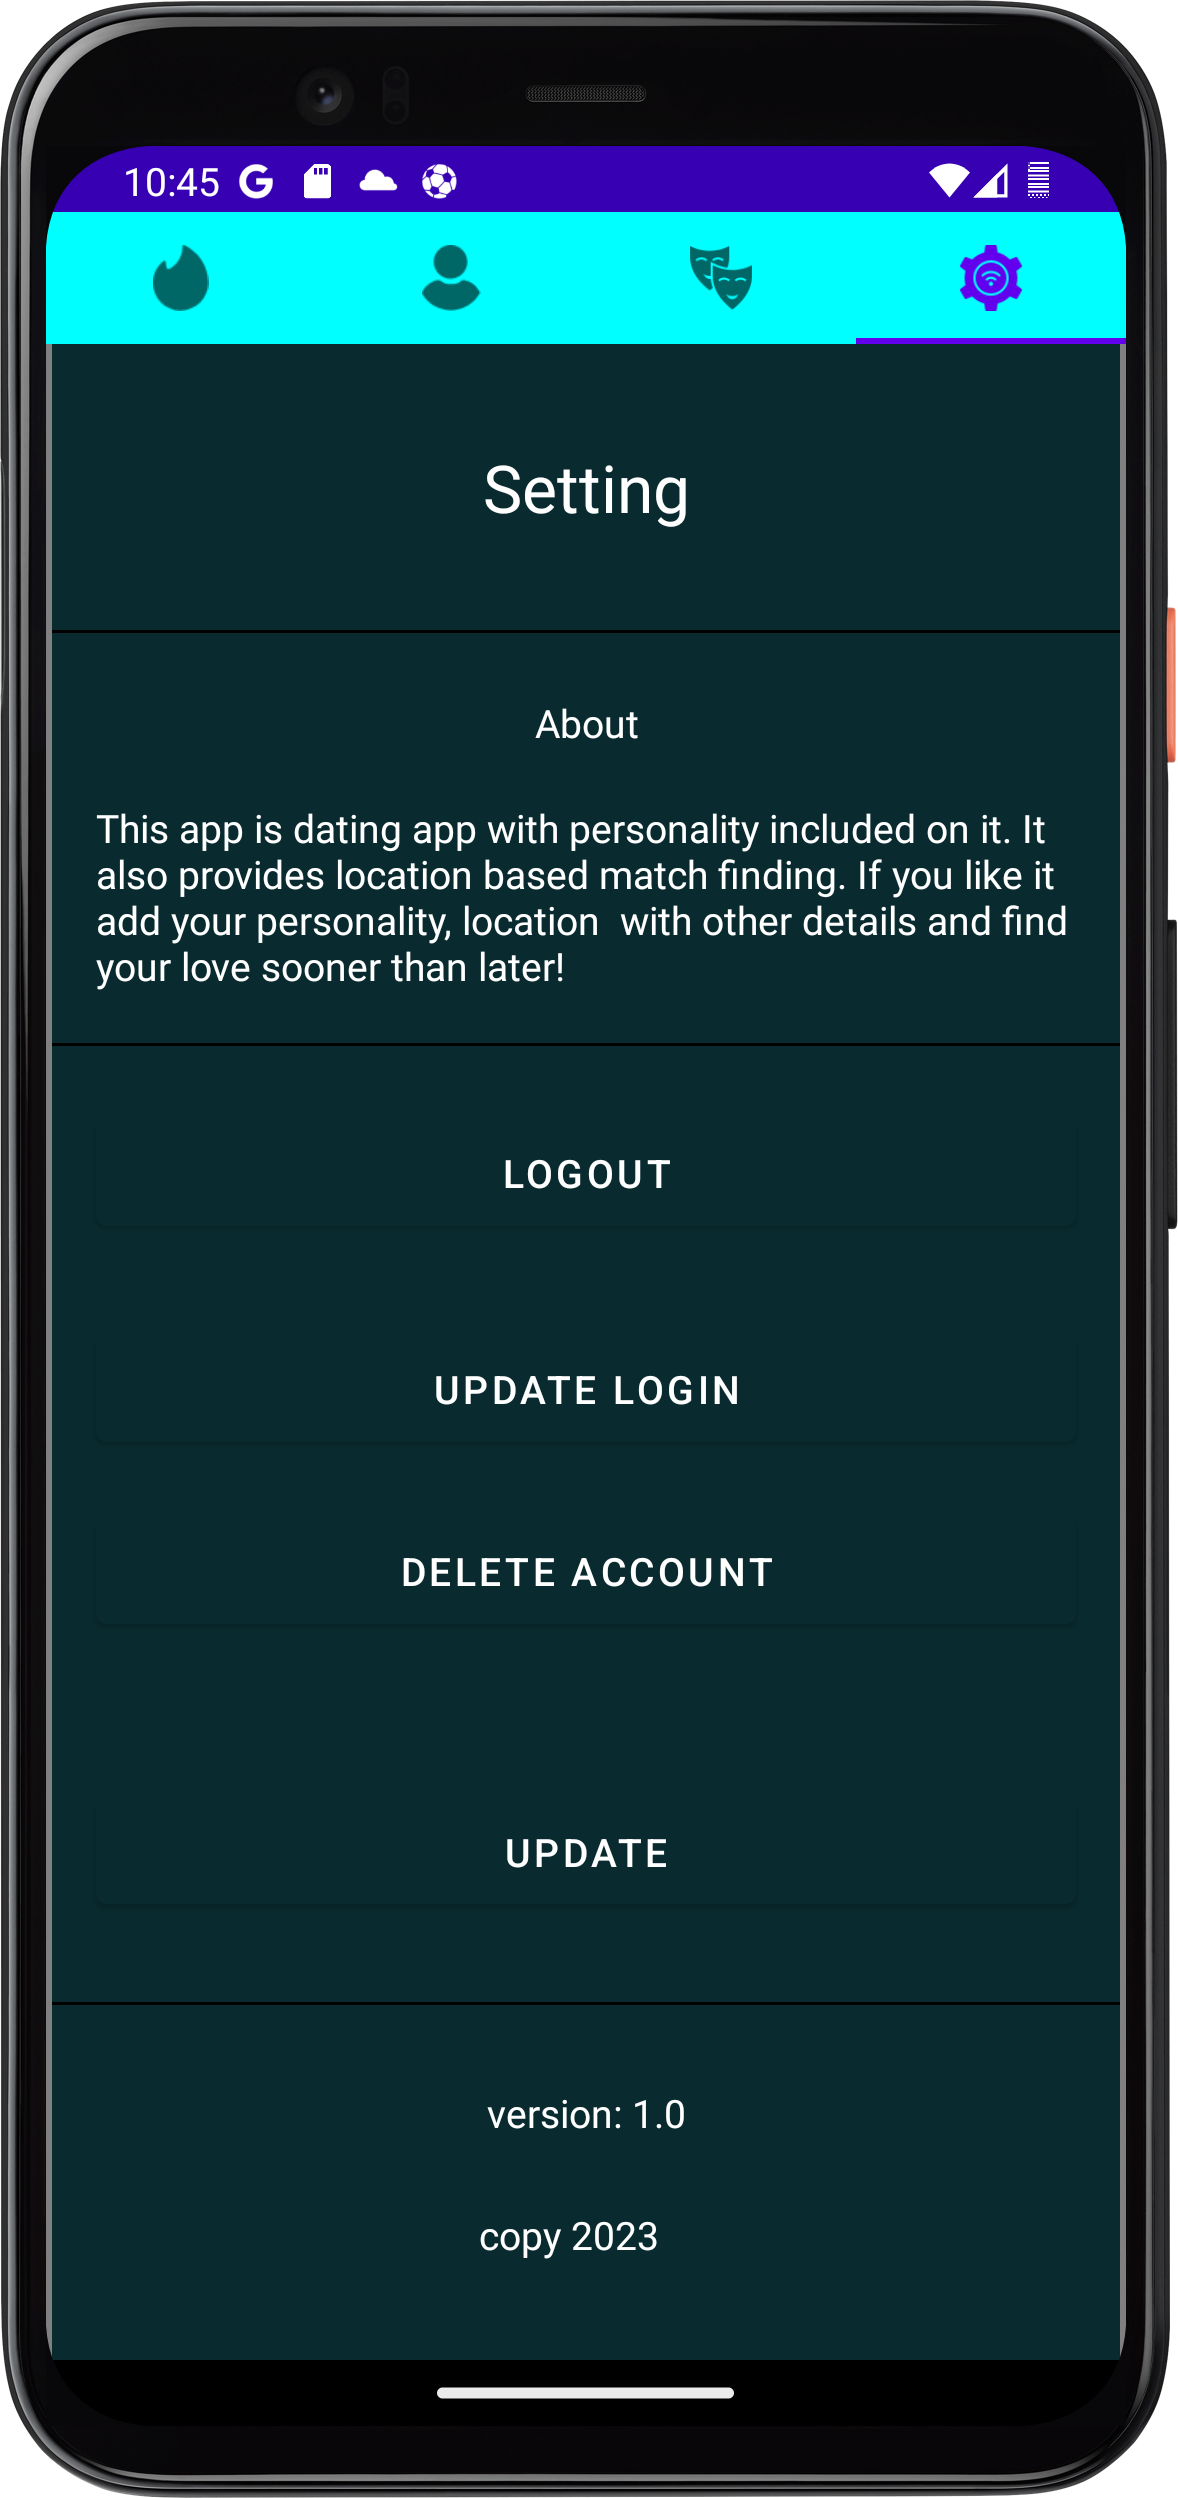 10:45
Setting
About
This app is dating app with personality included on it. It
also provides location based match finding. If you like it
add your personality, location  with other details and find
your love sooner than later!
LOGOUT
UPDATE LOGIN
DELETE ACCOUNT
UPDATE
version: 1.0
copy 2023